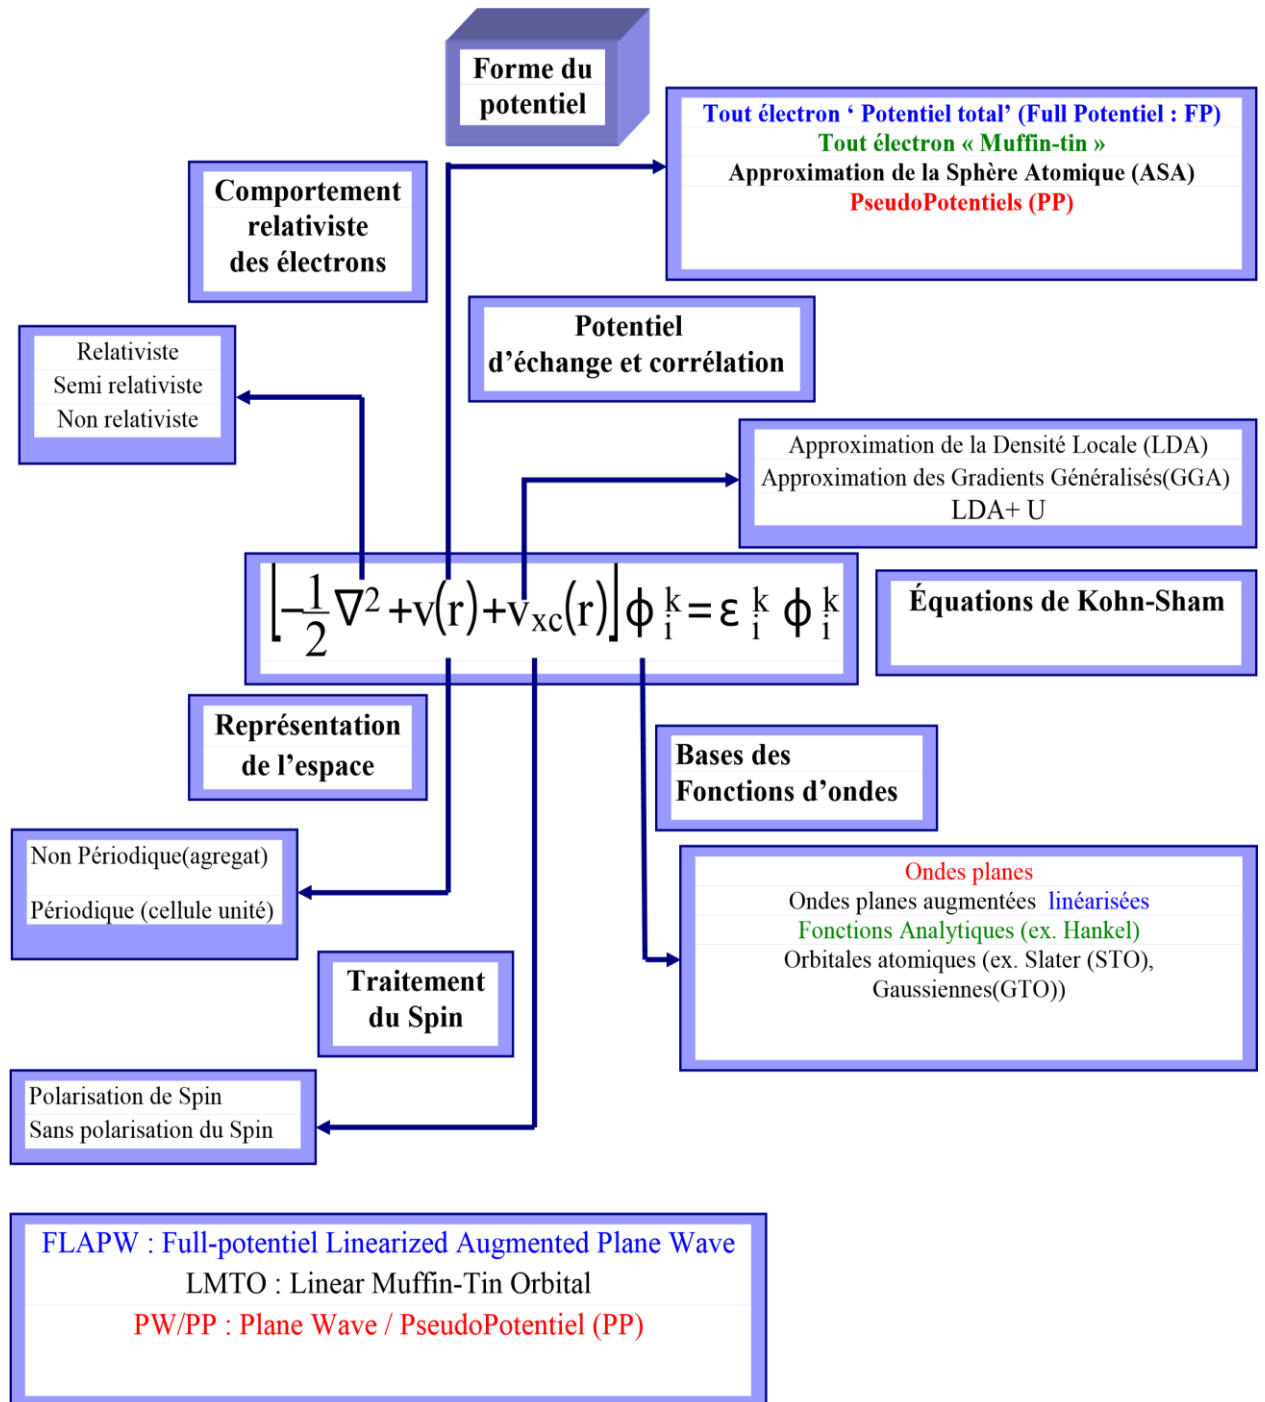 Forme du
potentiel
Tout électron ‘ Potentiel total’ (Full Potentiel : FP)
Tout électron « Muffin-tin »
Approximation de la Sphère Atomique (ASA)
PseudoPotentiels (PP)
Comportement
relativiste
des électrons
Potentiel
d’échange et corrélation
Relativiste
Semi relativiste
Non relativiste
Approximation de la Densité Locale (LDA)
Approximation des Gradients Généralisés(GGA)
LDA+ U
[-1/2 ∇² +v(r)+v_xc(r)] ϕ_i^k = ε_i^k ϕ_i^k
Équations de Kohn-Sham
Représentation
de l’espace
Bases des
Fonctions d’ondes
Non Périodique(agregat)
Périodique (cellule unité)
Ondes planes
Ondes planes augmentées linéarisées
Fonctions Analytiques (ex. Hankel)
Orbitales atomiques (ex. Slater (STO),
Gaussiennes(GTO))
Traitement
du Spin
Polarisation de Spin
Sans polarisation du Spin
FLAPW : Full-potentiel Linearized Augmented Plane Wave
LMTO : Linear Muffin-Tin Orbital
PW/PP : Plane Wave / PseudoPotentiel (PP)